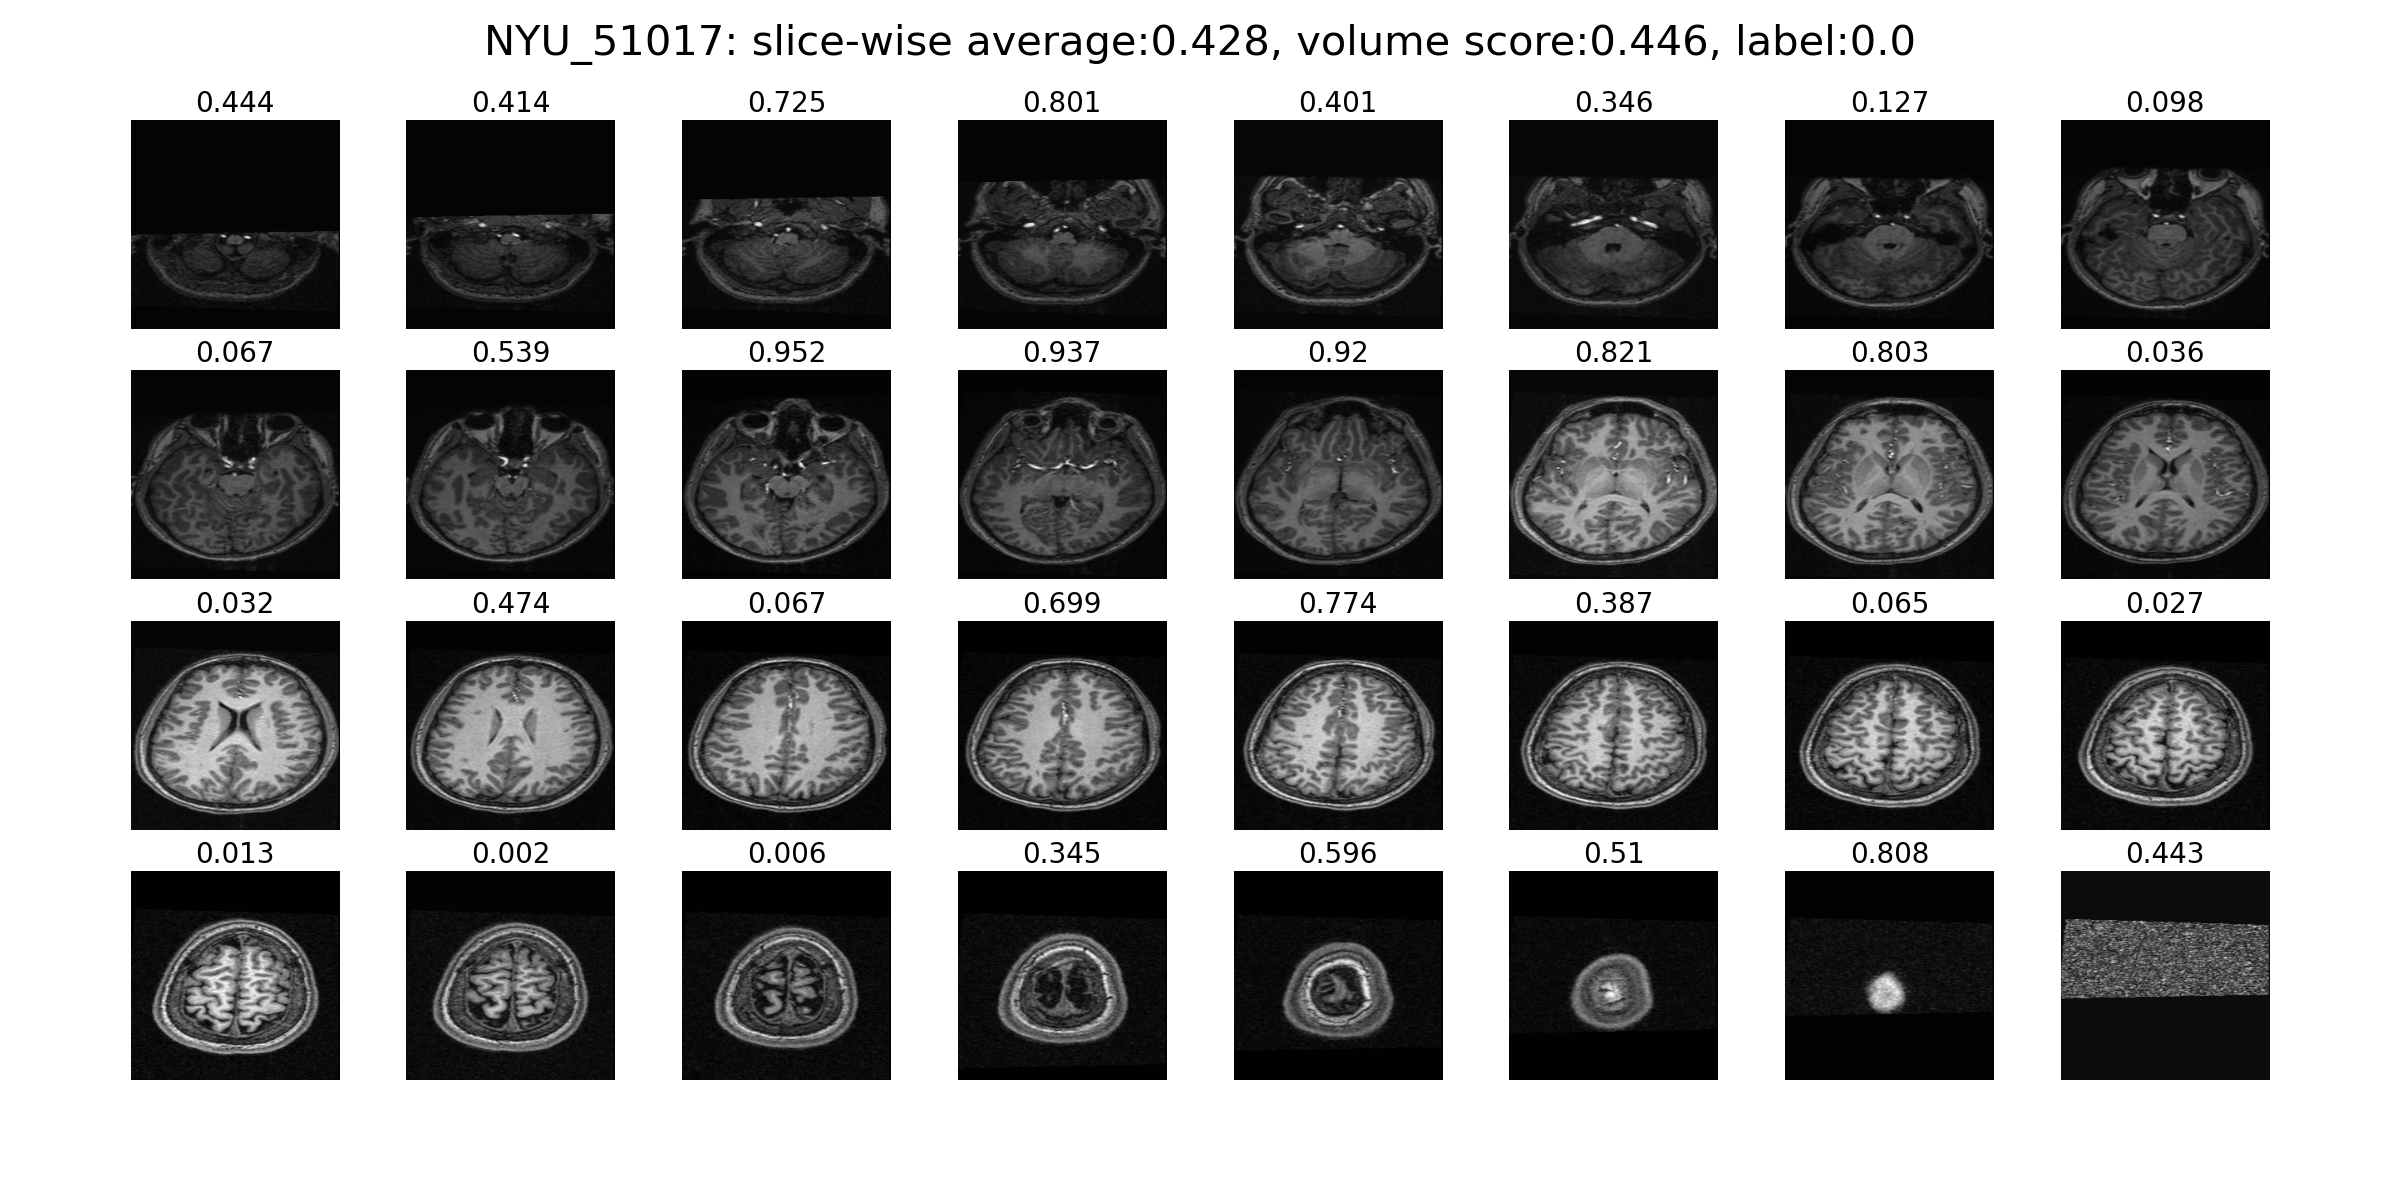 NYU_51017: slice-wise average:0.428, volume score:0.446, label:0.0
0.444 0.414 0.725 0.801 0.401 0.346 0.127 0.098
0.067 0.539 0.952 0.937 0.92 0.821 0.803 0.036
0.032 0.474 0.067 0.699 0.774 0.387 0.065 0.027
0.013 0.002 0.006 0.345 0.596 0.51 0.808 0.443